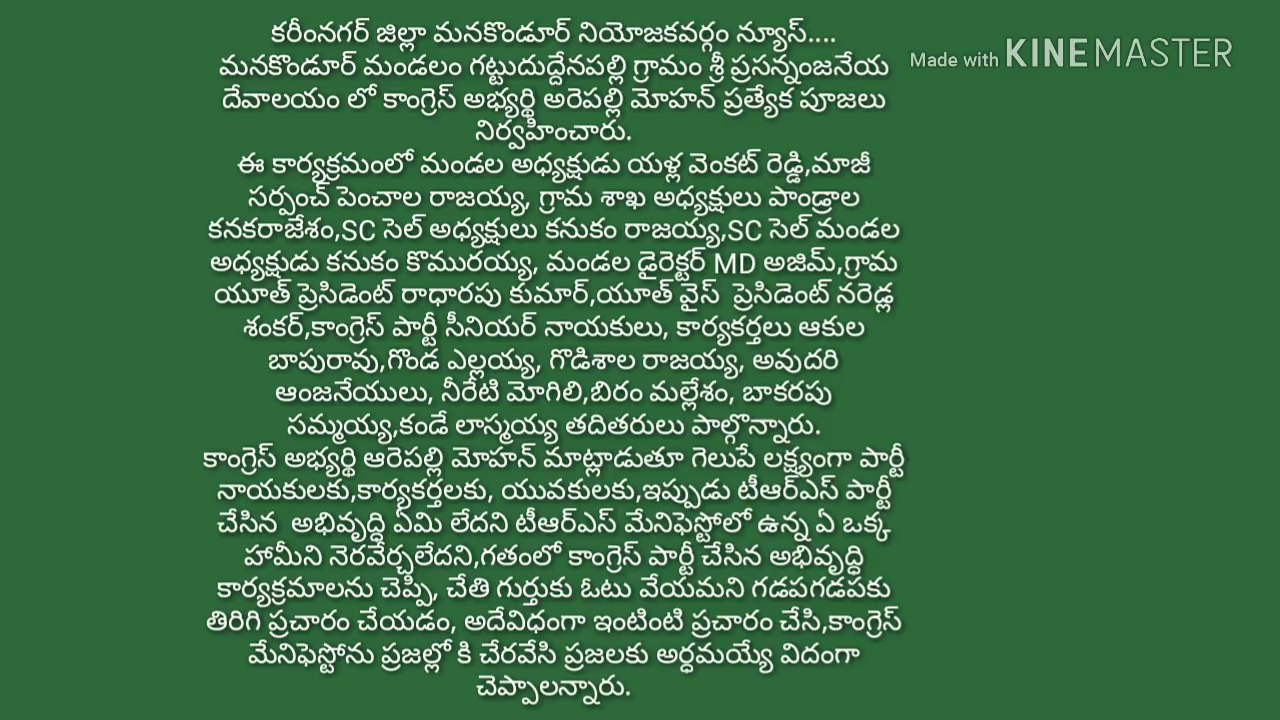 కరీంనగర్ జిల్లా మనకొండూర్ నియోజకవర్గం న్యూస్....
Made with KINEMASTER
మనకొండూర్ మండలం గట్టుదుద్దేనపల్లి గ్రామం శ్రీ ప్రసన్నంజనేయ
దేవాలయం లో కాంగ్రెస్ అభ్యర్థి అరెపల్లి మోహన్ ప్రత్యేక పూజలు
నిర్వహించారు.
ఈ కార్యక్రమంలో మండల అధ్యక్షుడు యళ్ల వెంకట్ రెడ్డి,మాజీ
సర్పంచ్ పెంచాల రాజయ్య, గ్రామ శాఖ అధ్యక్షులు పాండ్రాల
కనకరాజేశం,SC సెల్ అధ్యక్షులు కనుకం రాజయ్య,SC సెల్ మండల
అధ్యక్షుడు కనుకం కొమురయ్య, మండల డైరెక్టర్ MD అజిమ్,గ్రామ
యూత్ ప్రెసిడెంట్ రాధారపు కుమార్,యూత్ వైస్  ప్రెసిడెంట్ నరెడ్ల
శంకర్,కాంగ్రెస్ పార్టీ సీనియర్ నాయకులు, కార్యకర్తలు ఆకుల
బాపురావు,గొండ ఎల్లయ్య, గొడిశాల రాజయ్య, అవుదరి
ఆంజనేయులు, నీరేటి మోగిలి,బిరం మల్లేశం, బాకరపు
సమ్మయ్య,కండే లాస్మయ్య తదితరులు పాల్గొన్నారు.
కాంగ్రెస్ అభ్యర్థి ఆరెపల్లి మోహన్ మాట్లాడుతూ గెలుపే లక్ష్యంగా పార్టీ
నాయకులకు,కార్యకర్తలకు, యువకులకు,ఇప్పుడు టీఆర్ఎస్ పార్టీ
చేసిన  అభివృద్ధి ఏమి లేదని టీఆర్ఎస్ మేనిఫెస్టోలో ఉన్న ఏ ఒక్క
హామీని నెరవేర్చలేదని,గతంలో కాంగ్రెస్ పార్టీ చేసిన అభివృద్ధి
కార్యక్రమాలను చెప్పి, చేతి గుర్తుకు ఓటు వేయమని గడపగడపకు
తిరిగి ప్రచారం చేయడం, అదేవిధంగా ఇంటింటి ప్రచారం చేసి,కాంగ్రెస్
మేనిఫెస్టోను ప్రజల్లో కి చేరవేసి ప్రజలకు అర్ధమయ్యే విదంగా
చెప్పాలన్నారు.